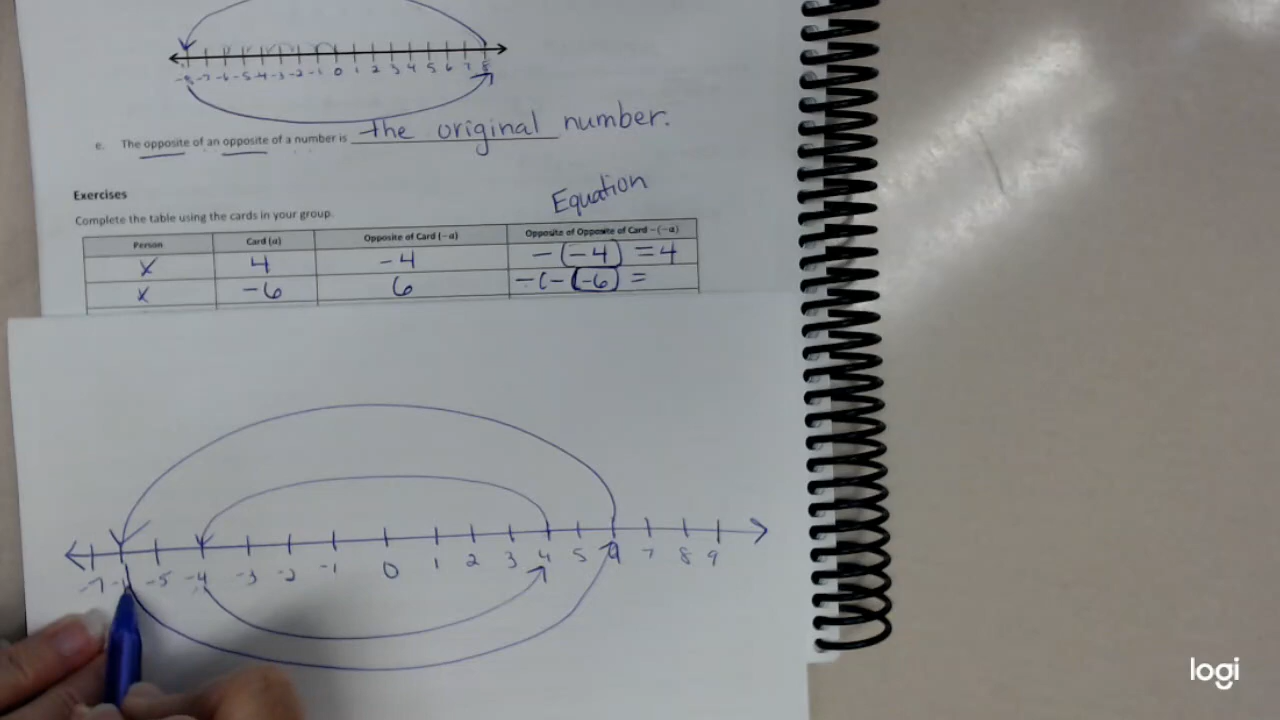 -8 -7 -6 -5 -4 -3 -2 -1 0 1 2 3 4 5 6 7 8
e. The opposite of an opposite of a number is the original number.
Exercises
Equation
Complete the table using the cards in your group.
Person Card (a) Opposite of Card (−a) Opposite of Opposite of Card −(−a)
x 4 -4 -(-4) = 4
x -6 6 -(-(-6) =
-7 -5 -4 -3 -2 -1 0 1 2 3 4 5 7 8 9
logi